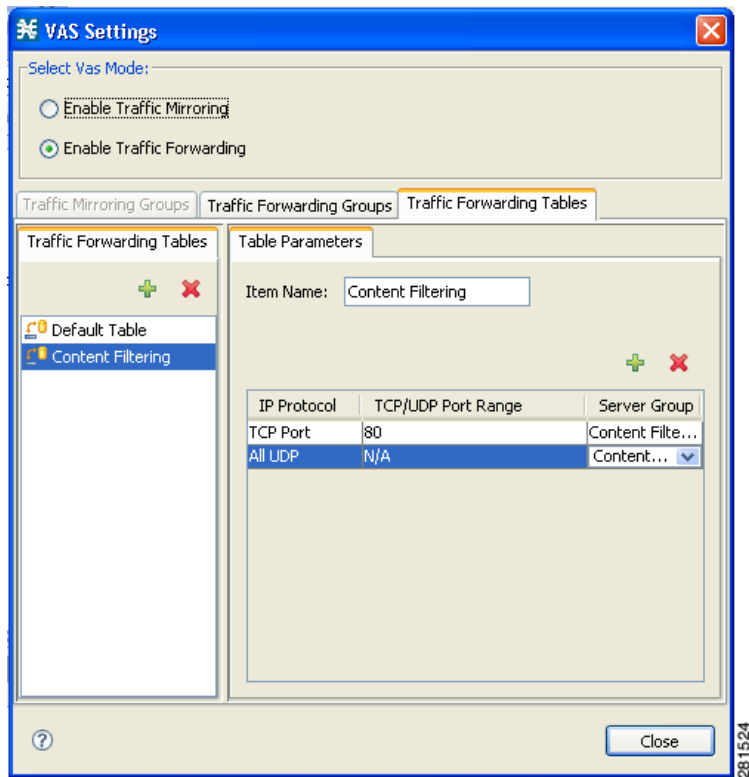 VAS Settings
Select Vas Mode:
Enable Traffic Mirroring
Enable Traffic Forwarding
Traffic Mirroring Groups Traffic Forwarding Groups Traffic Forwarding Tables
Traffic Forwarding Tables
Default Table
Content Filtering
Table Parameters
Item Name: Content Filtering
IP Protocol TCP/UDP Port Range Server Group
TCP Port 80 Content Filte...
All UDP N/A Content...
?
Close
281524